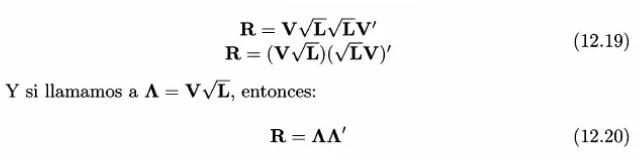 R = V√L√LV′
R = (V√L)(√LV)′ (12.19)
Y si llamamos a Λ = V√L, entonces:
R = ΛΛ′ (12.20)